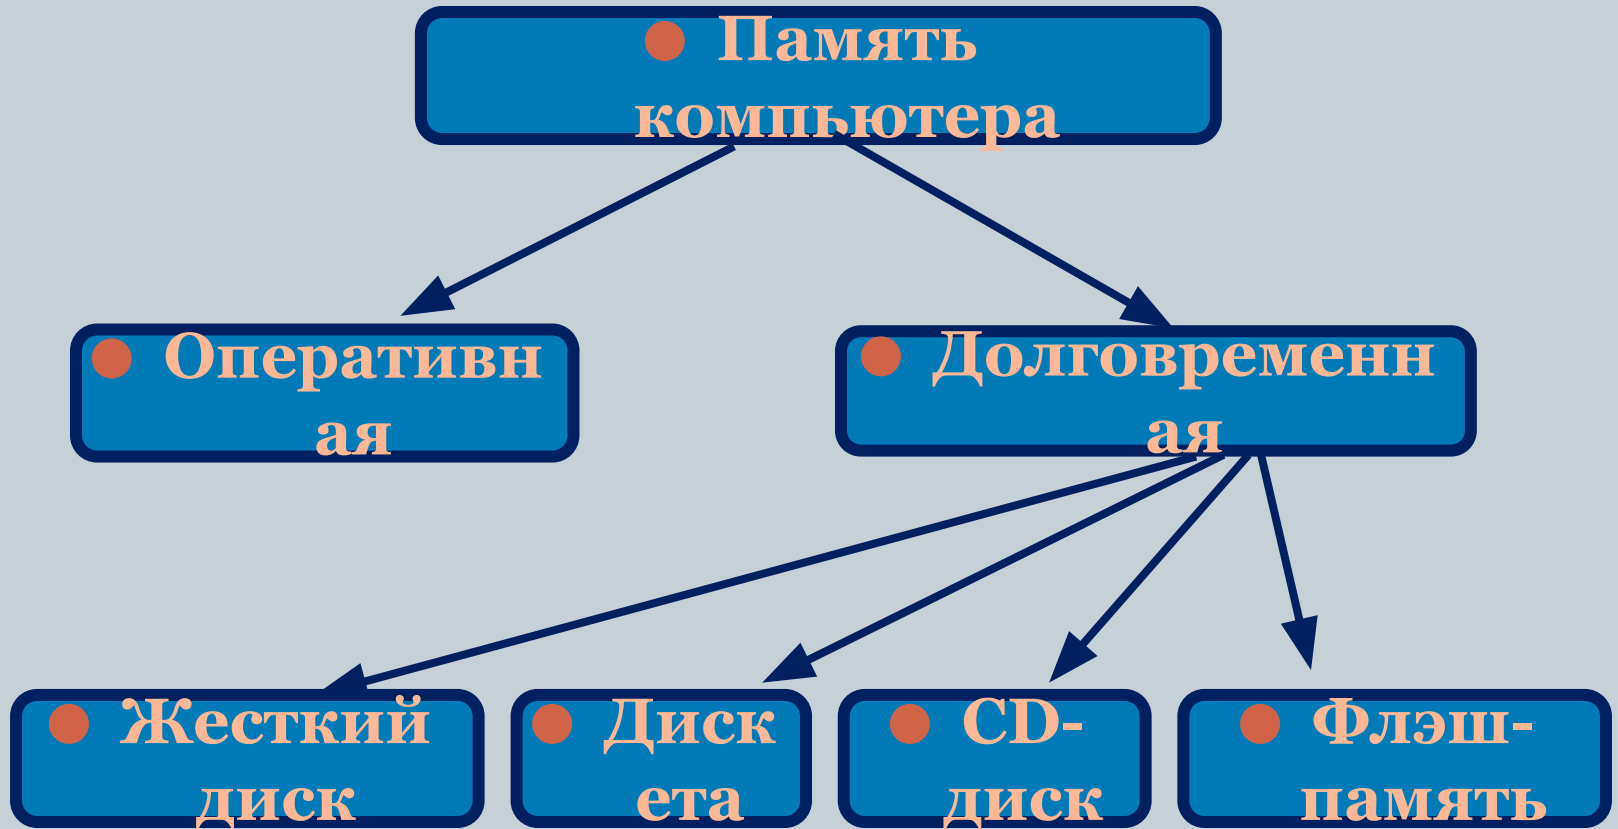 Память
компьютера
Оперативн
ая
Долговременн
ая
Жесткий
диск
Диск
ета
CD-
диск
Флэш-
память